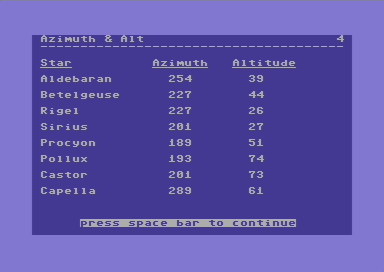 Azimuth & Alt 4
Star Azimuth Altitude
Aldebaran 254 39
Betelgeuse 227 44
Rigel 227 26
Sirius 201 27
Procyon 189 51
Pollux 193 74
Castor 201 73
Capella 289 61
press space bar to continue